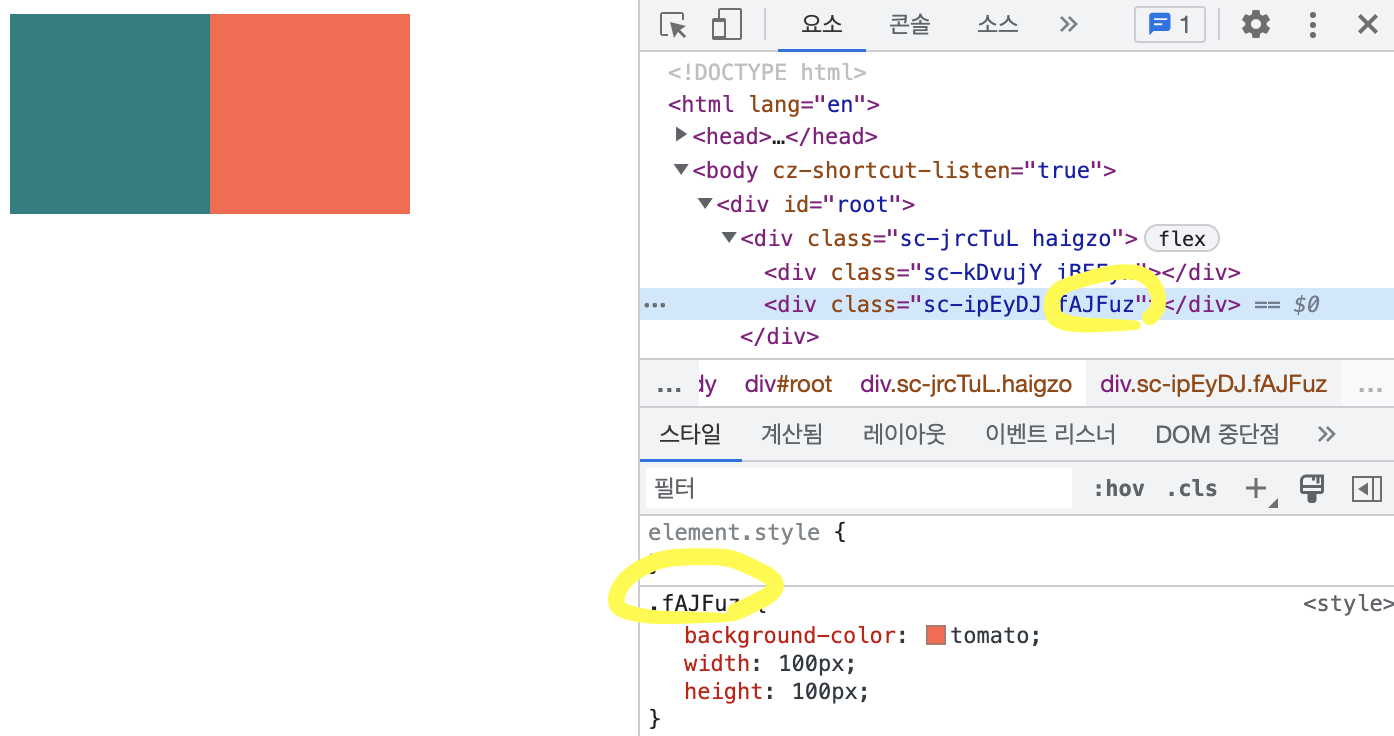 요소 콘솔 소스 » 1
<!DOCTYPE html>
<html lang="en">
<head>…</head>
<body cz-shortcut-listen="true">
<div id="root">
<div class="sc-jrcTuL haigzo"> flex
<div class="sc-kDvujY "></div>
… <div class="sc-ipEyDJ fAJFuz"></div> == $0
</div>
… dy div#root div.sc-jrcTuL.haigzo div.sc-ipEyDJ.fAJFuz …
스타일 계산됨 레이아웃 이벤트 리스너 DOM 중단점 »
필터 :hov .cls +
element.style {
}
.fAJFuz { <style>
background-color: tomato;
width: 100px;
height: 100px;
}